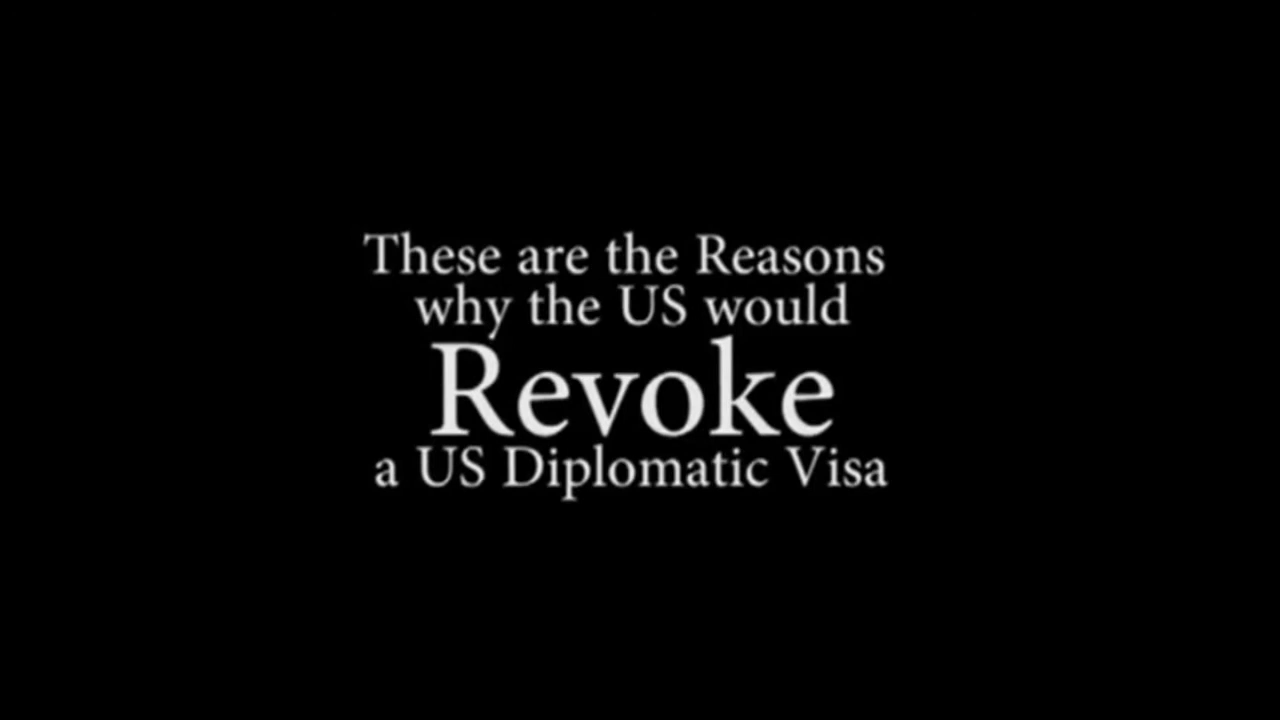 These are the Reasons
why the US would
Revoke
a US Diplomatic Visa